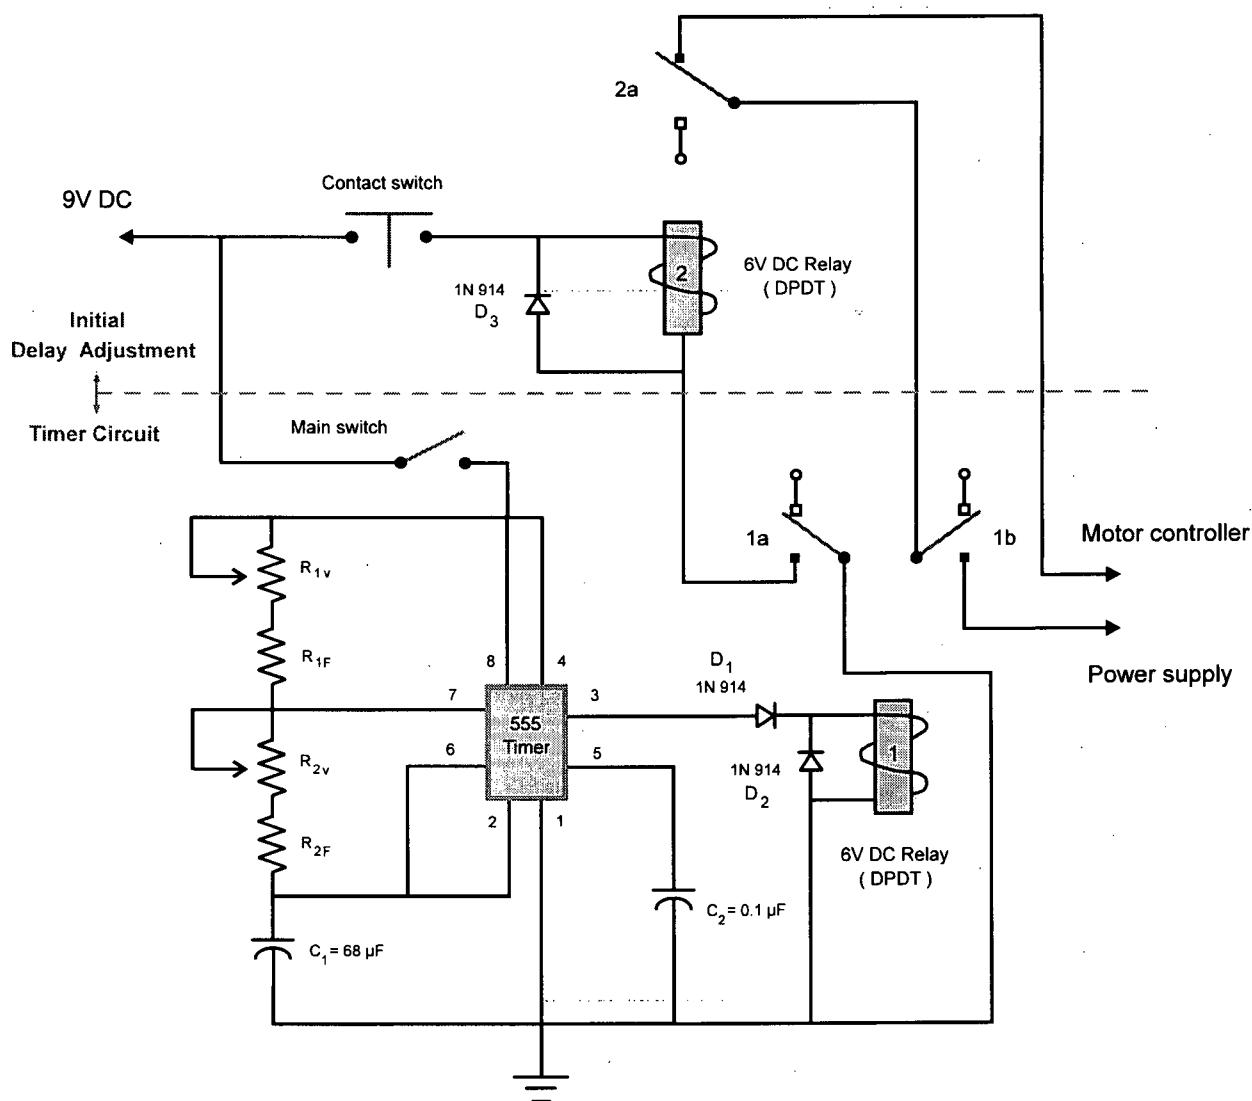 2a
Contact switch
9V DC
2
6V DC Relay
( DPDT )
1N 914
D3
Initial
Delay Adjustment
Timer Circuit
Main switch
1a
1b
Motor controller
R1v
R1F
8
4
D1
1N 914
Power supply
7
3
555
Timer
R2v
6
5
1
1N 914
D2
2
1
R2F
6V DC Relay
( DPDT )
C2 = 0.1 µF
C1 = 68 µF